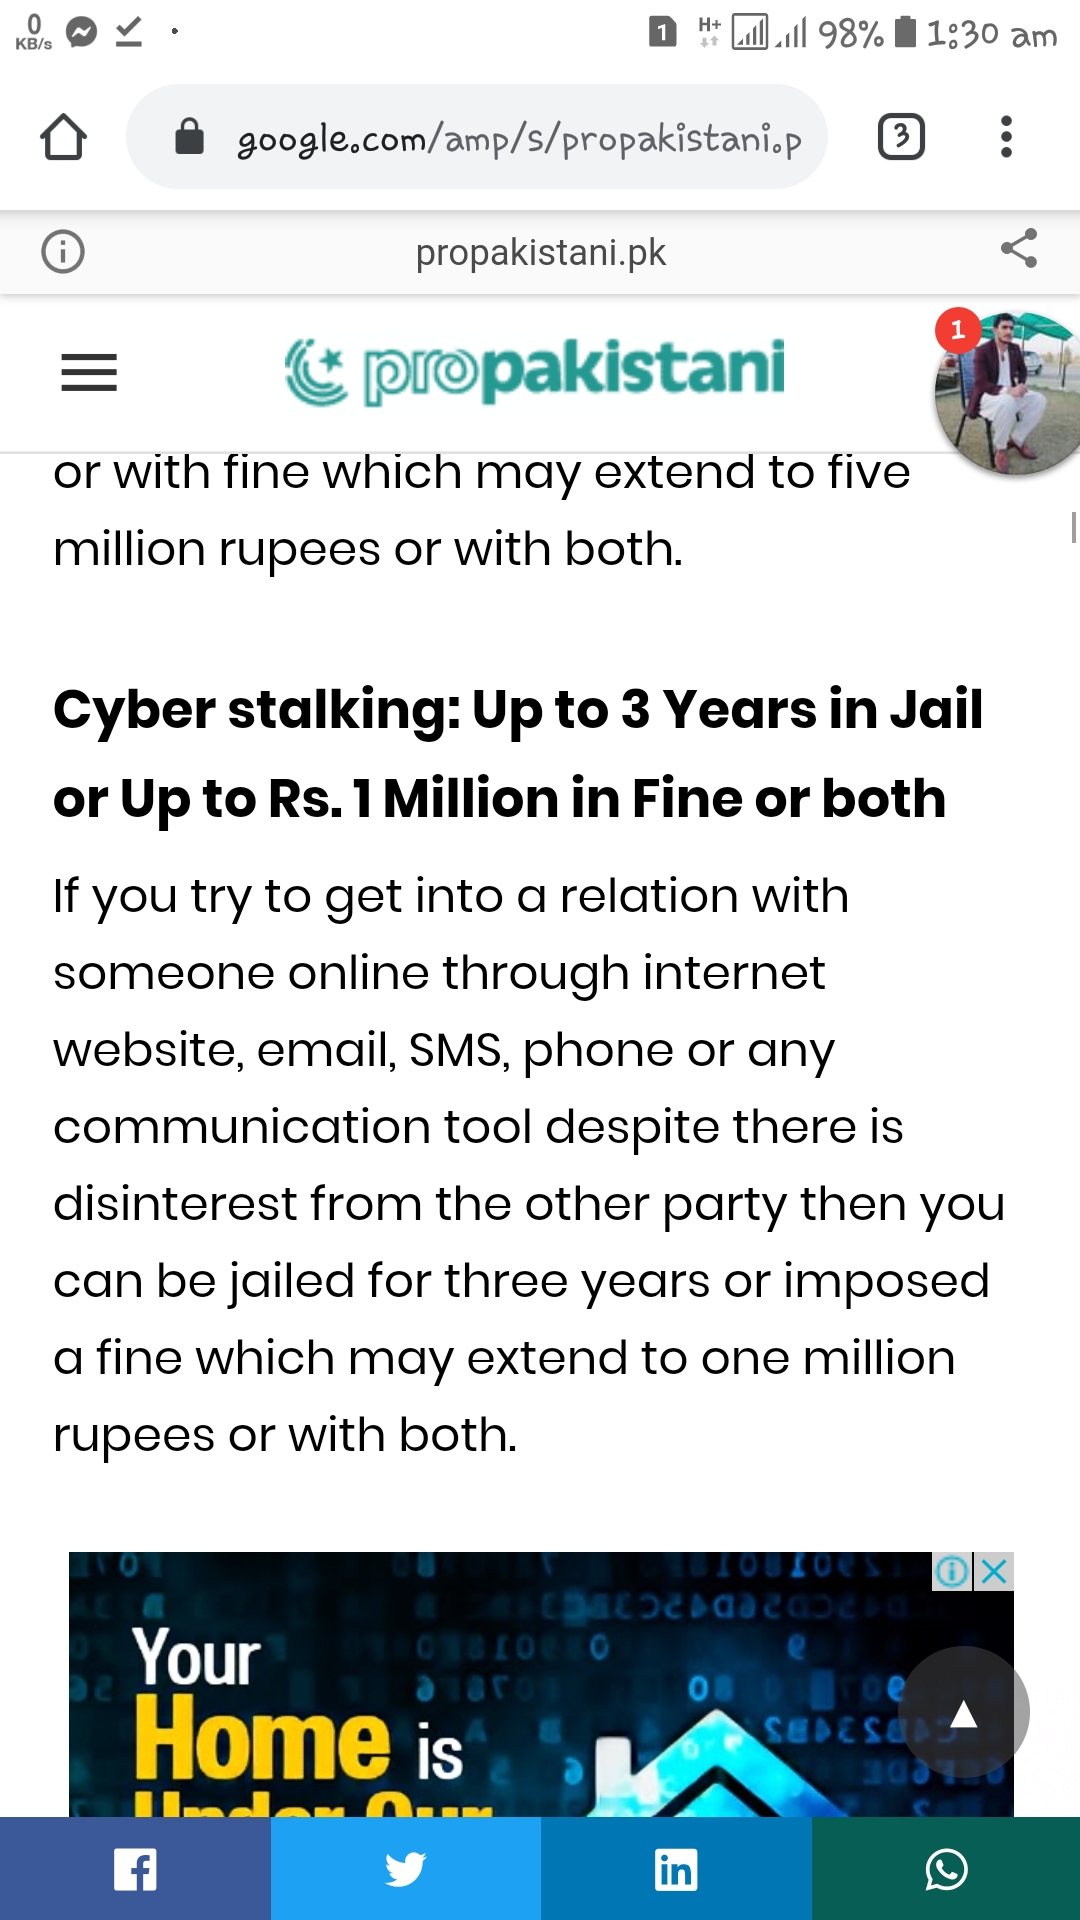 0
KB/s
1
H+
98%
1:30 am
google.com/amp/s/propakistani.p
3
propakistani.pk
propakistani
1
or with fine which may extend to five
million rupees or with both.
Cyber stalking: Up to 3 Years in Jail
or Up to Rs. 1 Million in Fine or both
If you try to get into a relation with
someone online through internet
website, email, SMS, phone or any
communication tool despite there is
disinterest from the other party then you
can be jailed for three years or imposed
a fine which may extend to one million
rupees or with both.
Your
Home is
Under Our